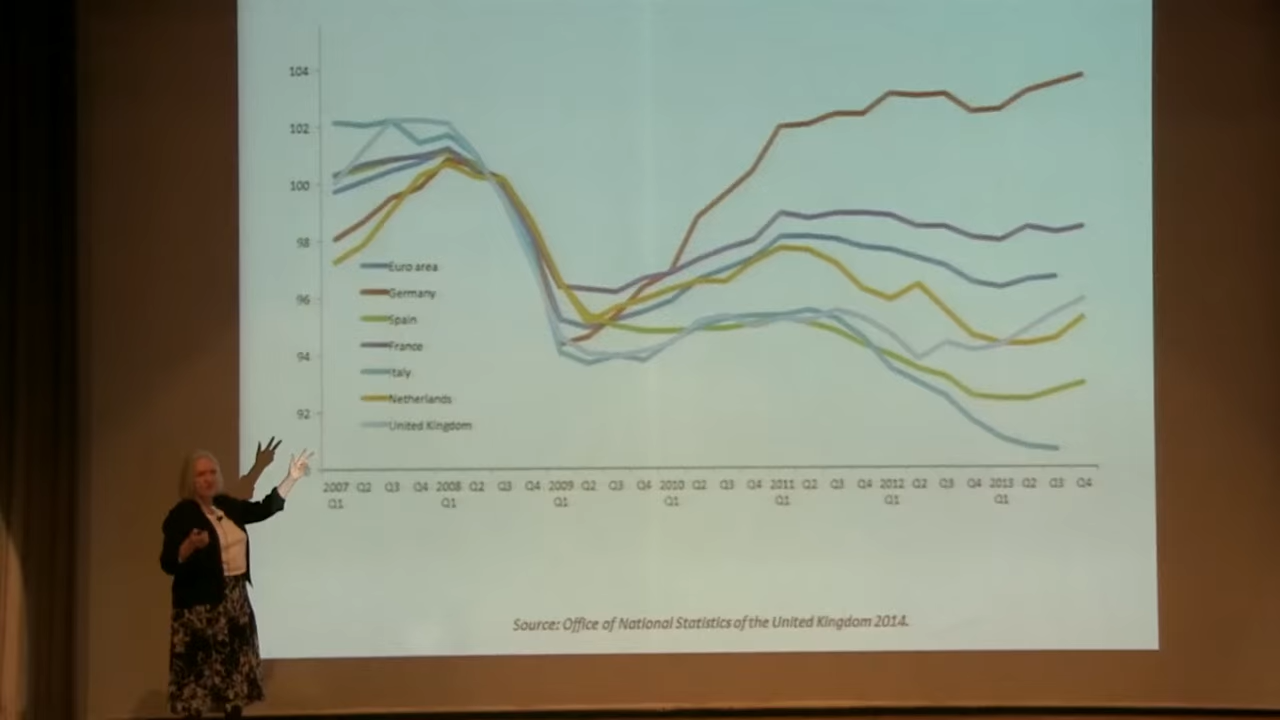 104
102
100
98
96
94
92
Euro area
Germany
Spain
France
Italy
Netherlands
United Kingdom
2007 Q2 Q3 Q4 2008 Q2 Q3 Q4 2009 Q2 Q3 Q4 2010 Q2 Q3 Q4 2011 Q2 Q3 Q4 2012 Q2 Q3 Q4 2013 Q2 Q3 Q4
Q1 Q1 Q1 Q1 Q1 Q1 Q1
Source: Office of National Statistics of the United Kingdom 2014.